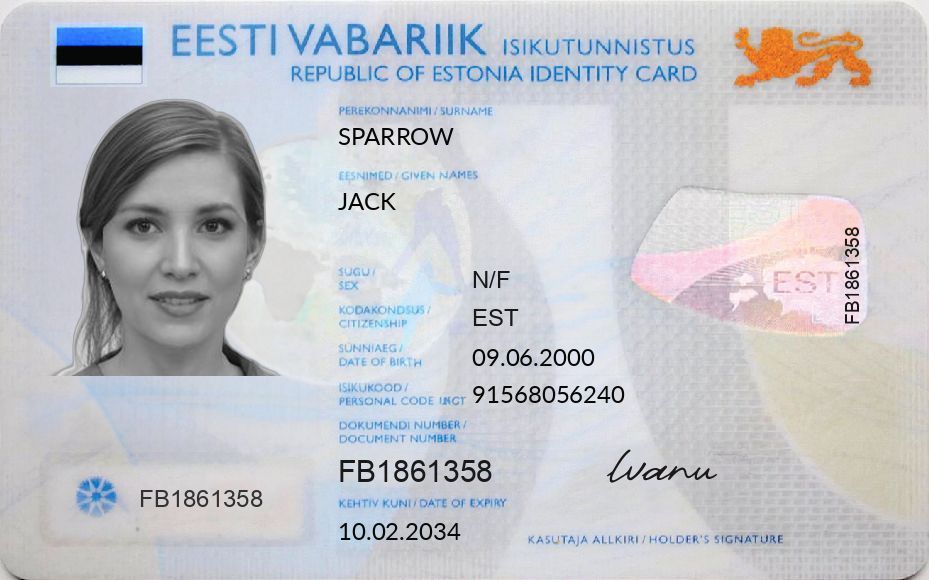 EESTI VABARIIK ISIKUTUNNISTUS
REPUBLIC OF ESTONIA IDENTITY CARD
PEREKONNANIMI / SURNAME
SPARROW
EESNIMED / GIVEN NAMES
JACK
SUGU /
SEX
N/F
KODAKONDSUS /
CITIZENSHIP
EST
SÜNNIAEG /
DATE OF BIRTH
09.06.2000
ISIKUKOOD /
PERSONAL CODE
91568056240
DOKUMENDI NUMBER /
DOCUMENT NUMBER
FB1861358
KEHTIV KUNI / DATE OF EXPIRY
10.02.2034
FB1861358
EST
FB1861358
KASUTAJA ALLKIRI / HOLDER'S SIGNATURE